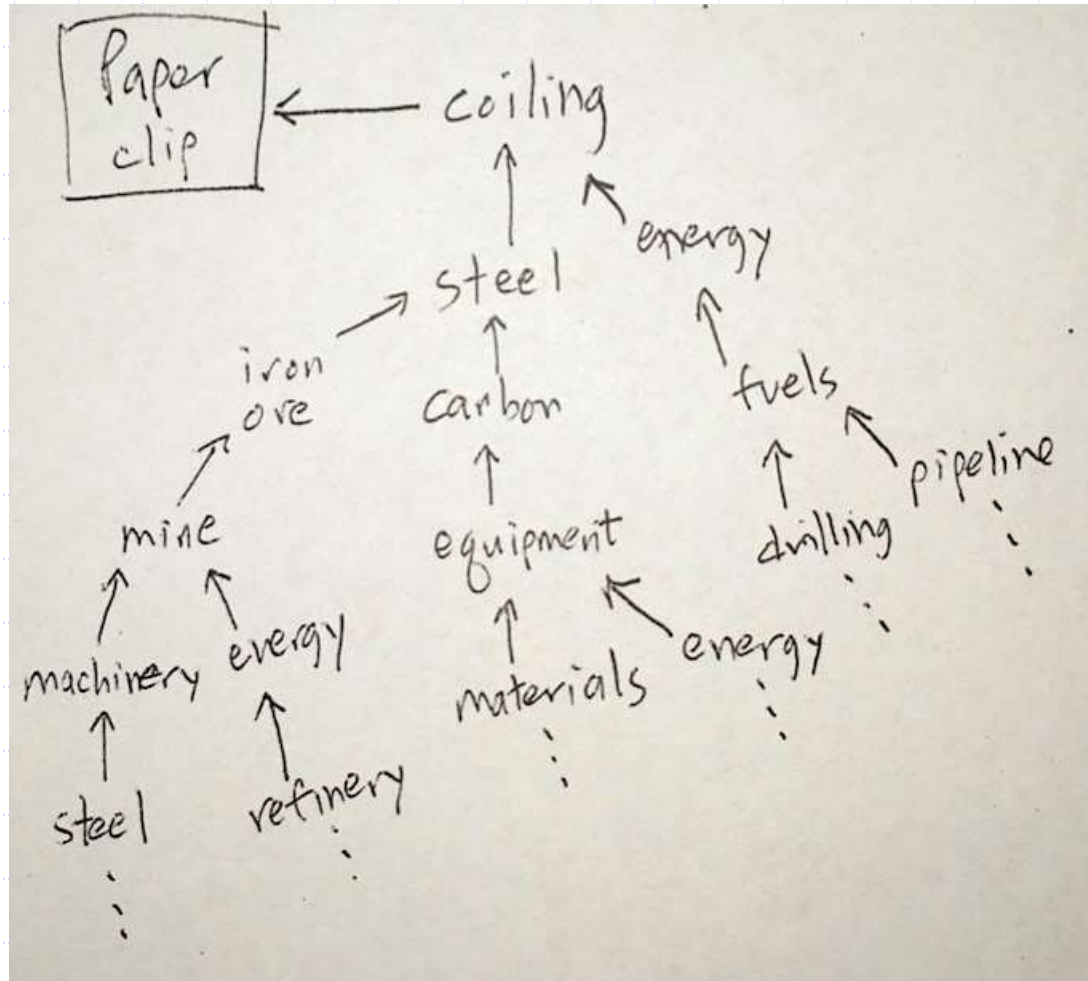 Paper
clip
coiling
energy
steel
iron
ore
carbon
fuels
pipeline
mine
equipment
drilling
machinery
energy
materials
energy
steel
refinery